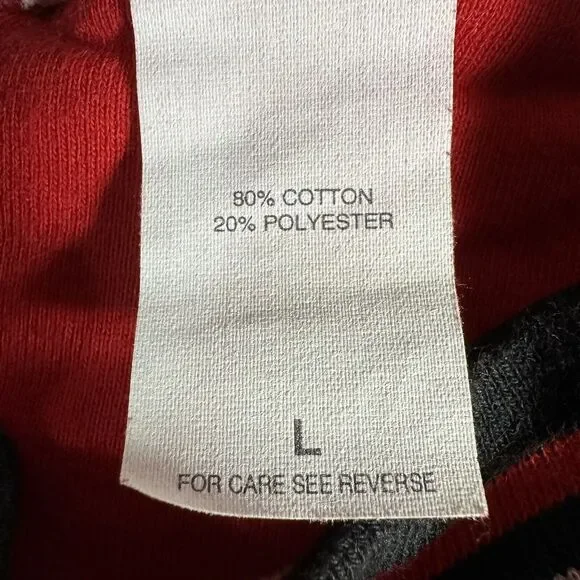 80% COTTON
20% POLYESTER
L
FOR CARE SEE REVERSE